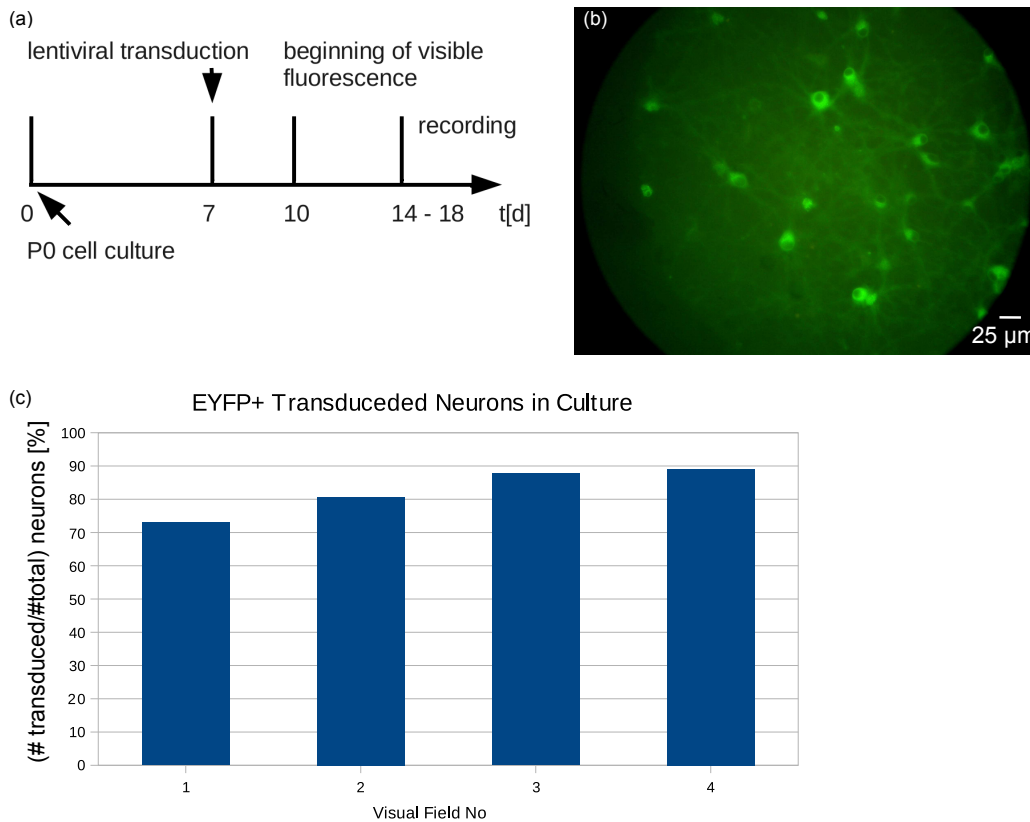 (a)
lentiviral transduction
beginning of visible
fluorescence
recording
0
7
10
14 - 18
t[d]
P0 cell culture
(b)
25 µm
(c)
EYFP+ Transduceded Neurons in Culture
(# transduced/#total) neurons [%]
100
90
80
70
60
50
40
30
20
10
0
1
2
3
4
Visual Field No